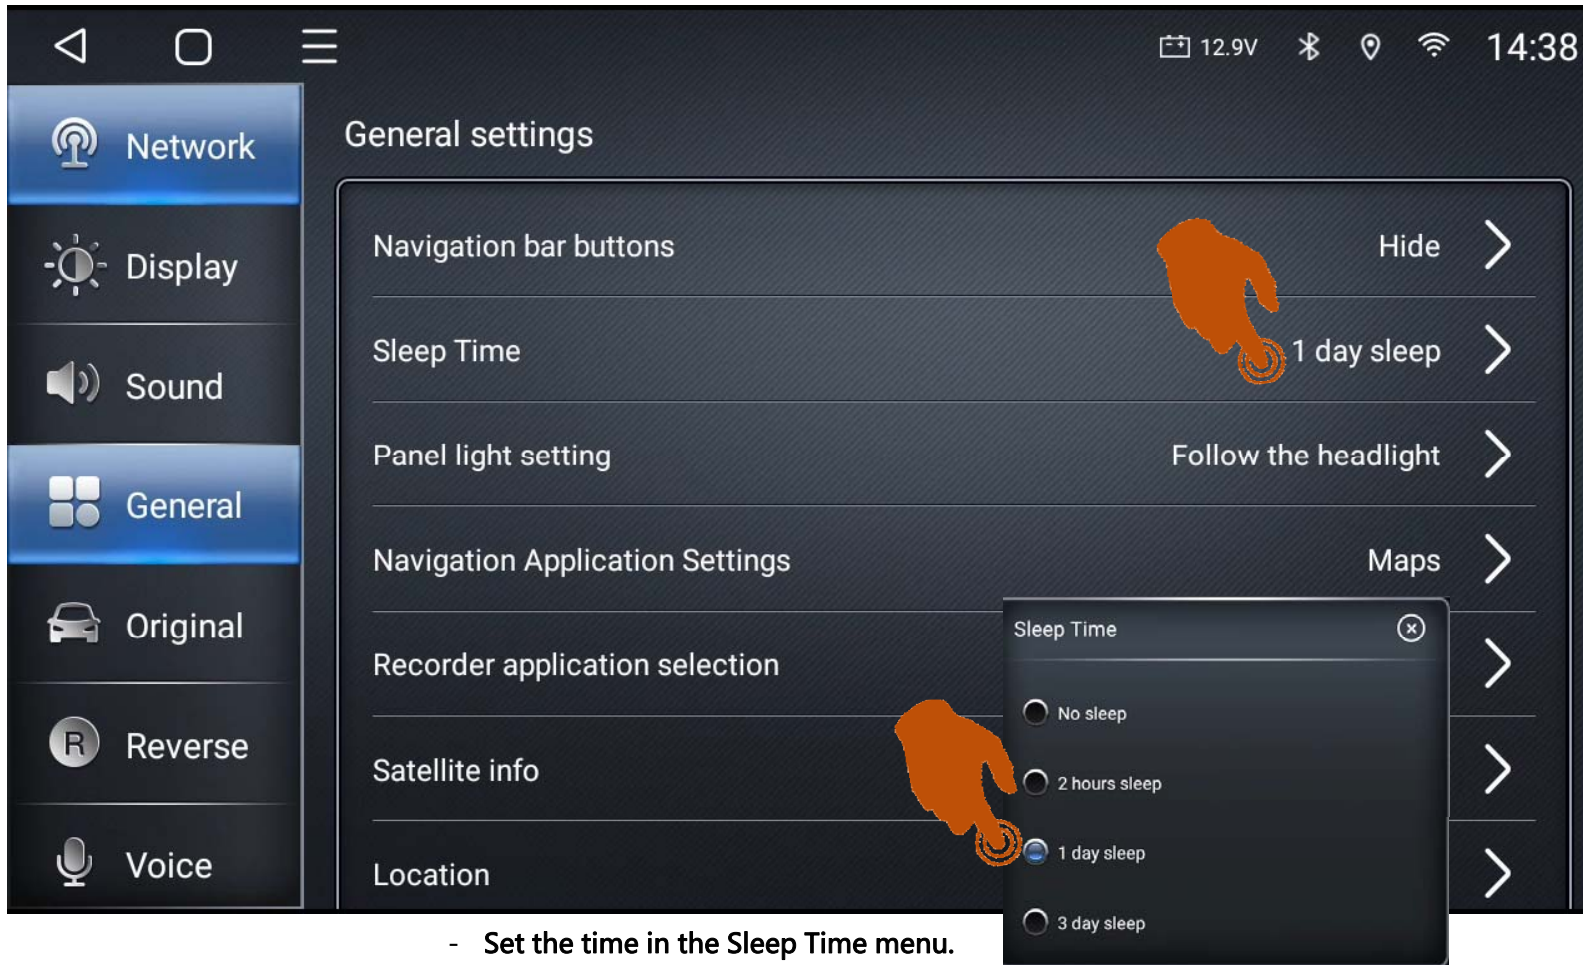 12.9V 14:38
Network
Display
Sound
General
Original
R Reverse
Voice
General settings
Navigation bar buttons Hide
Sleep Time 1 day sleep
Panel light setting Follow the headlight
Navigation Application Settings Maps
Recorder application selection
Satellite info
Location
Sleep Time
No sleep
2 hours sleep
1 day sleep
3 day sleep
- Set the time in the Sleep Time menu.